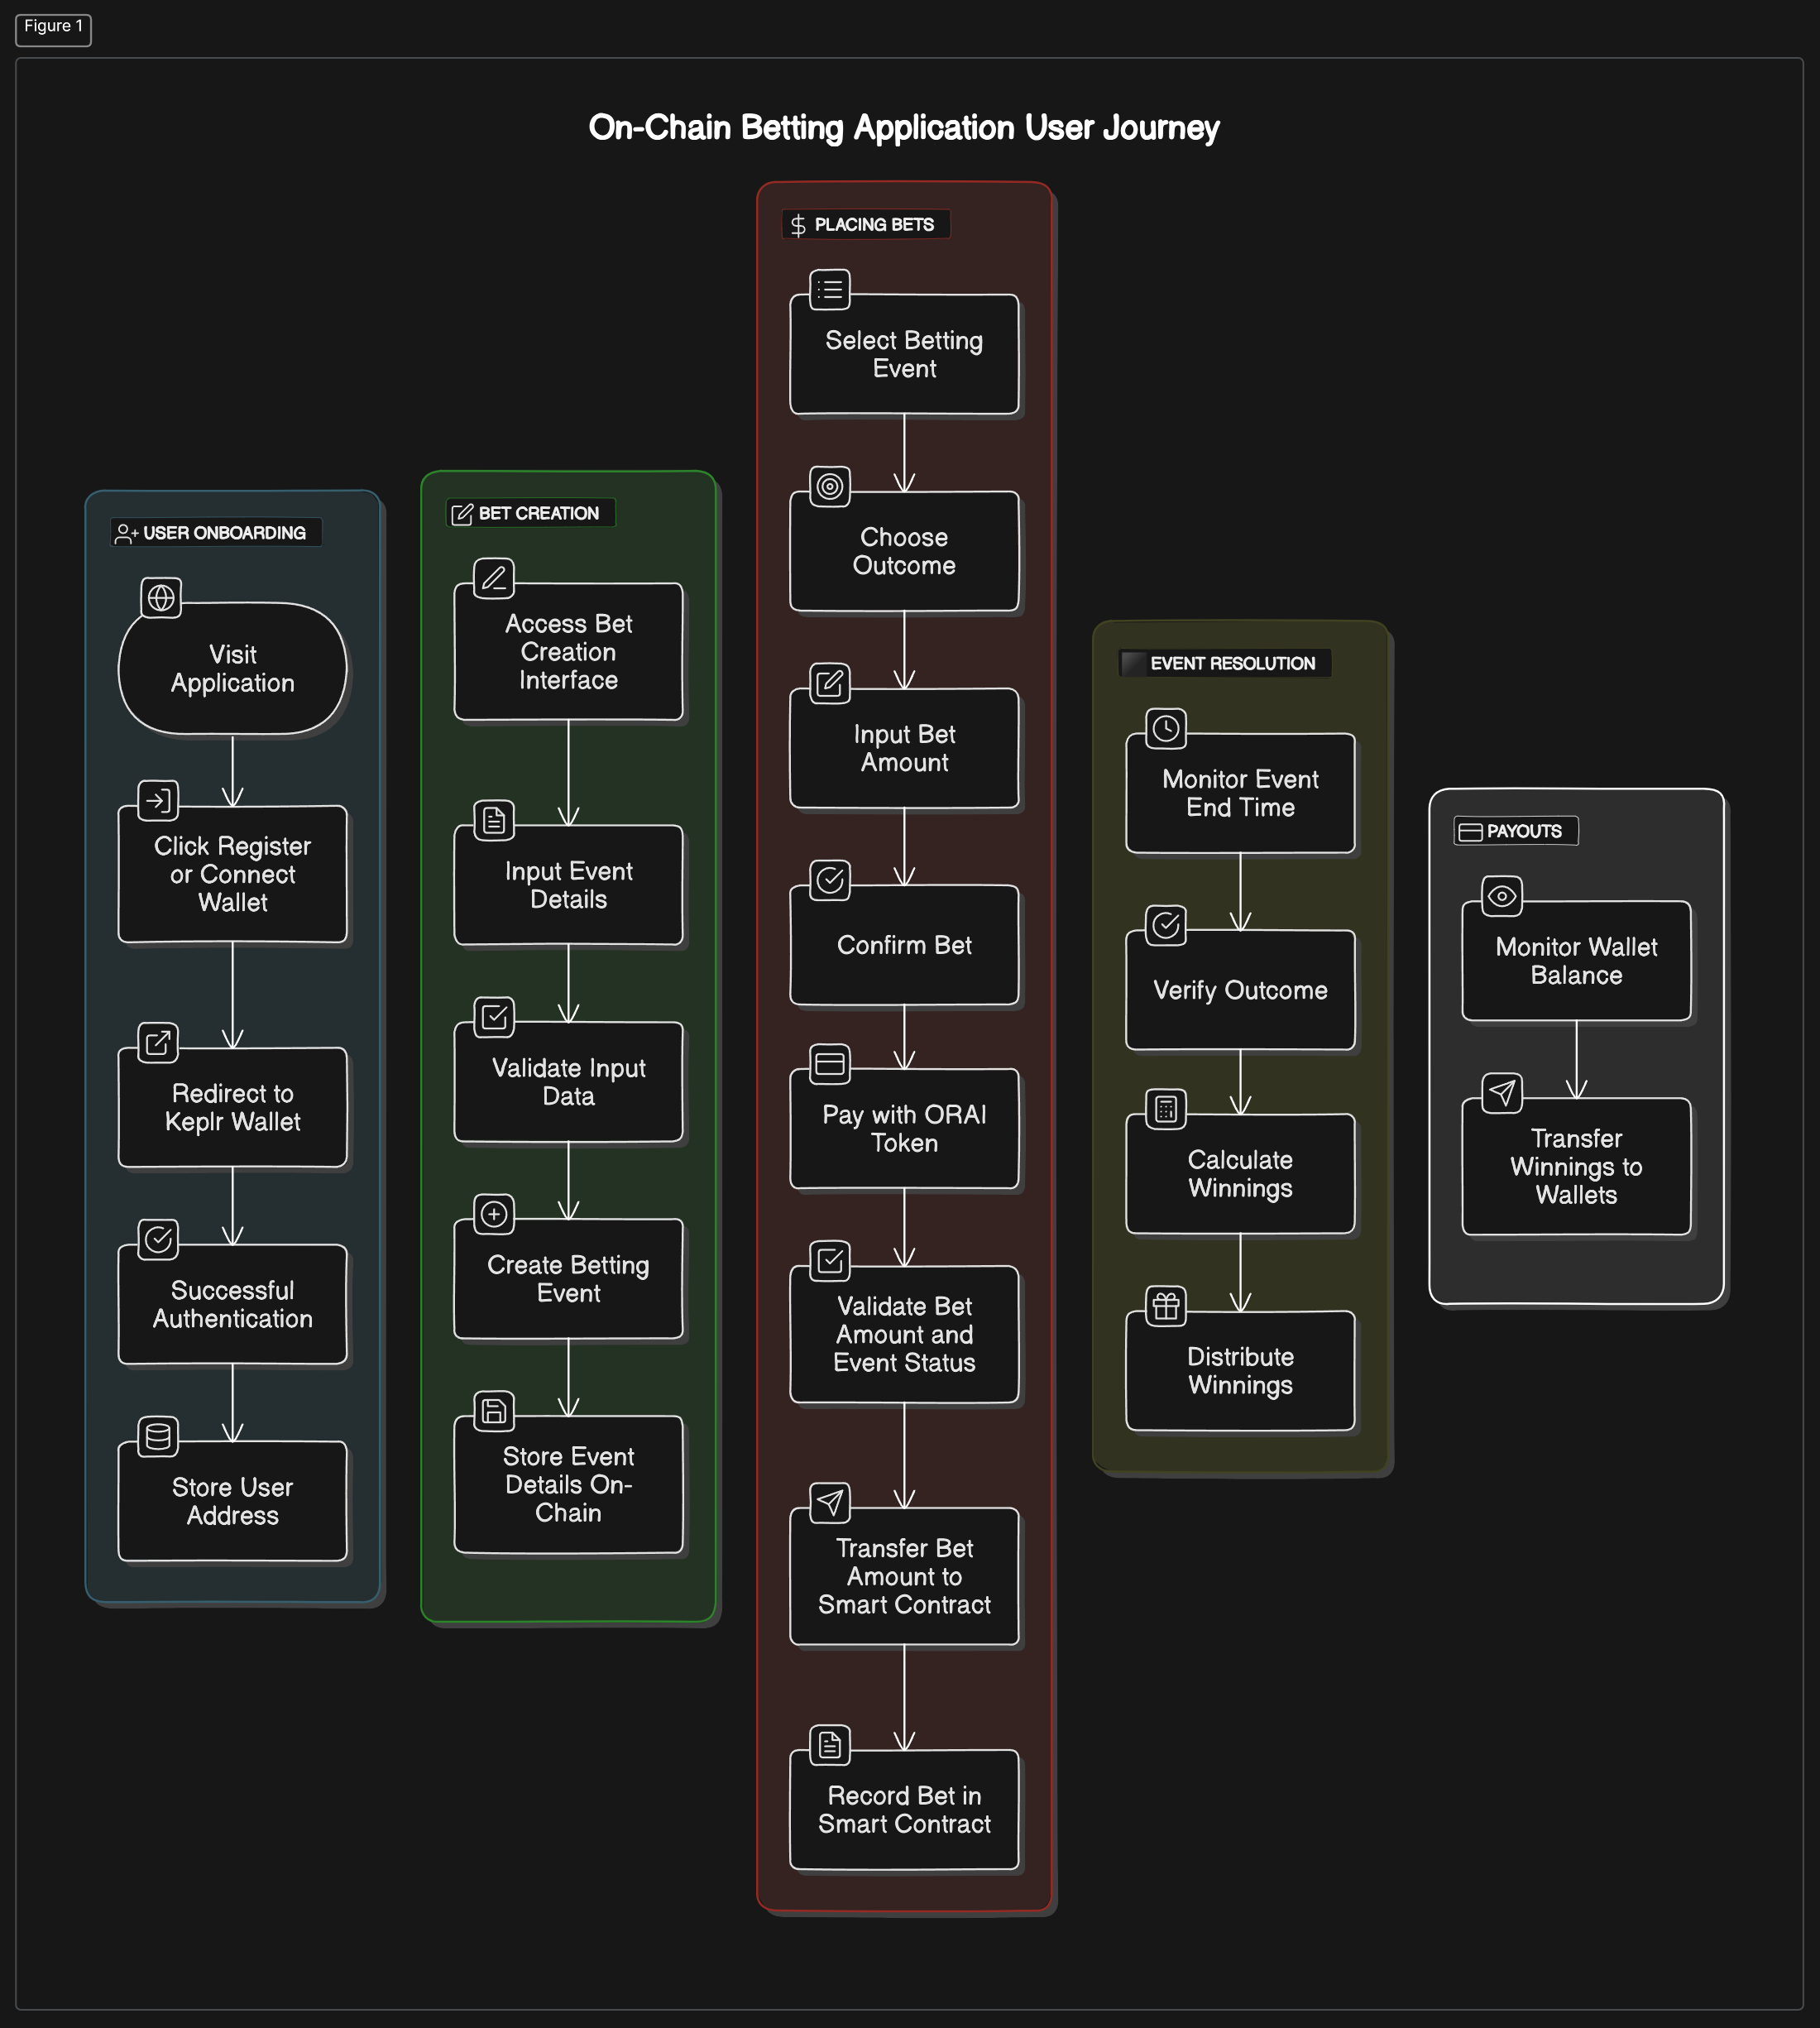 Figure 1
On-Chain Betting Application User Journey
USER ONBOARDING
Visit
Application
Click Register
or Connect
Wallet
Redirect to
Keplr Wallet
Successful
Authentication
Store User
Address
BET CREATION
Access Bet
Creation
Interface
Input Event
Details
Validate Input
Data
Create Betting
Event
Store Event
Details On-
Chain
$ PLACING BETS
Select Betting
Event
Choose
Outcome
Input Bet
Amount
Confirm Bet
Pay with ORAI
Token
Validate Bet
Amount and
Event Status
Transfer Bet
Amount to
Smart Contract
Record Bet in
Smart Contract
EVENT RESOLUTION
Monitor Event
End Time
Verify Outcome
Calculate
Winnings
Distribute
Winnings
PAYOUTS
Monitor Wallet
Balance
Transfer
Winnings to
Wallets